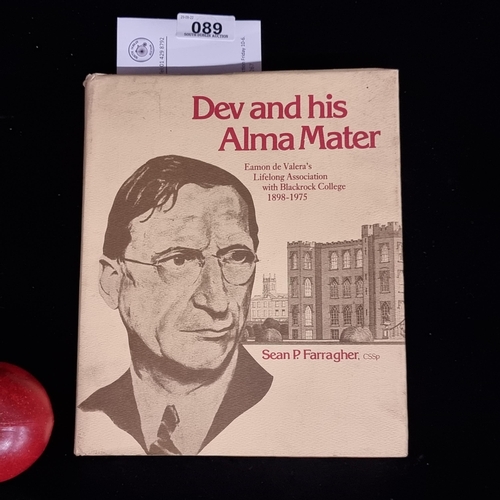 089
Dev and his
Alma Mater
Eamon de Valera's
Lifelong Association
with Blackrock College
1898-1975
Sean P. Farragher, CSSp